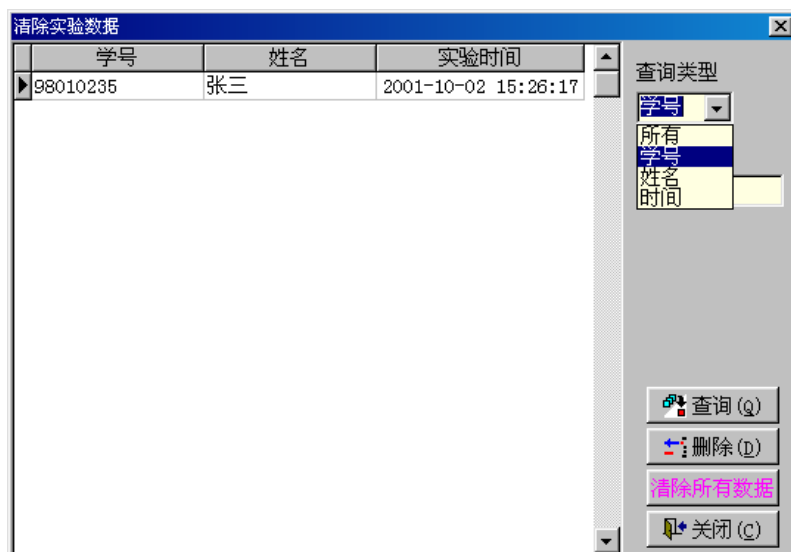 清除实验数据
学号 姓名 实验时间
98010235 张三 2001-10-02 15:26:17
查询类型
学号
所有
学号
姓名
时间
查询(Q)
删除(D)
清除所有数据
关闭(C)